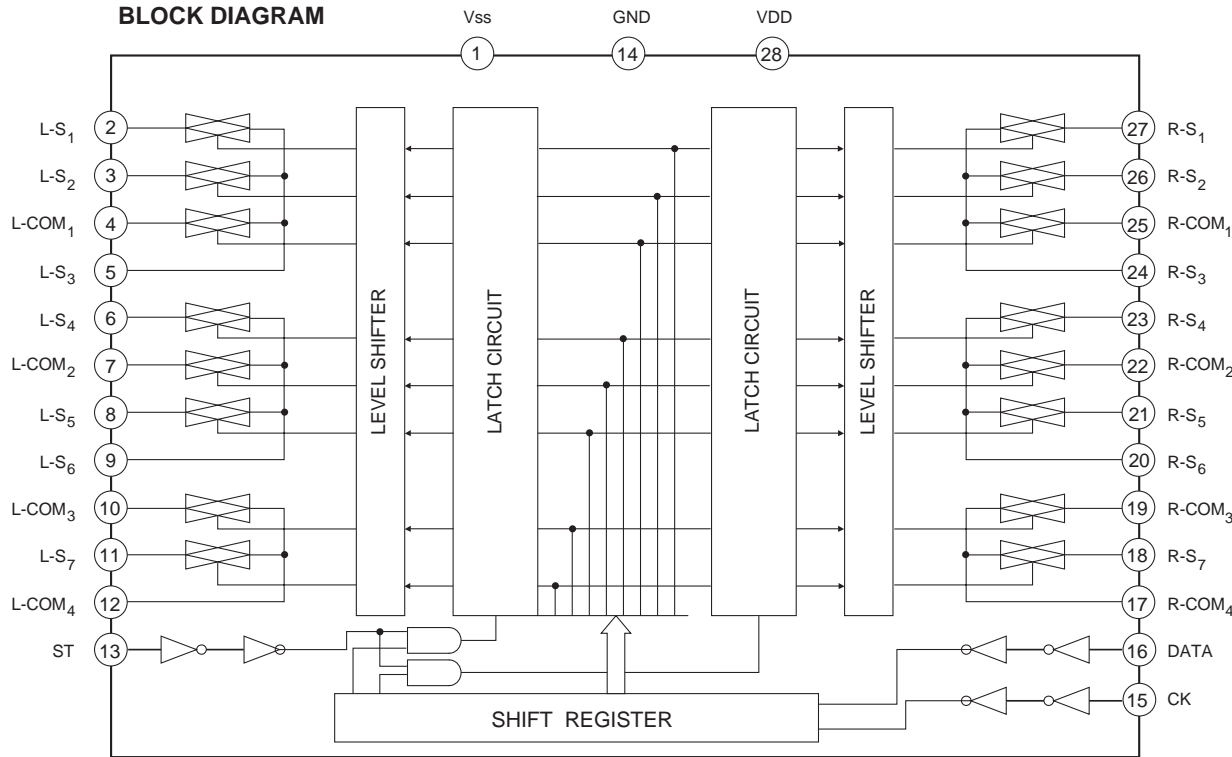 BLOCK DIAGRAM
Vss GND VDD
1 14 28
L-S1 2 27 R-S1
L-S2 3 26 R-S2
L-COM1 4 25 R-COM1
L-S3 5 24 R-S3
L-S4 6 23 R-S4
L-COM2 7 22 R-COM2
L-S5 8 21 R-S5
L-S6 9 20 R-S6
L-COM3 10 19 R-COM3
L-S7 11 18 R-S7
L-COM4 12 17 R-COM4
ST 13 16 DATA
15 CK
LEVEL SHIFTER
LATCH CIRCUIT
LATCH CIRCUIT
LEVEL SHIFTER
SHIFT REGISTER